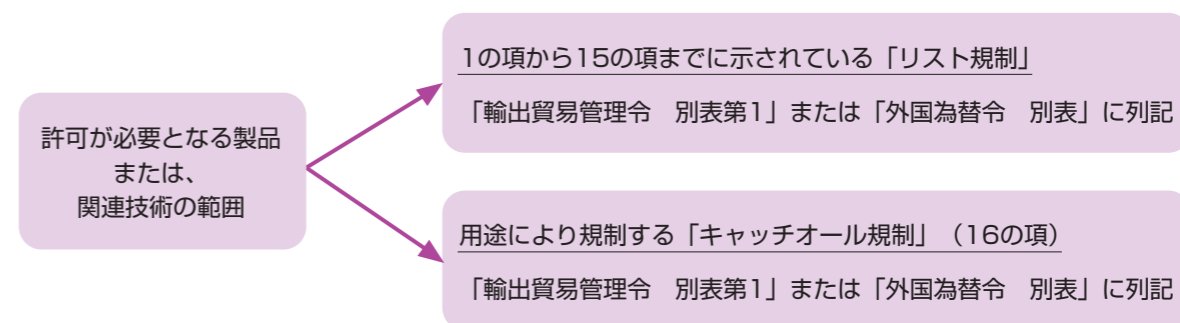 許可が必要となる製品
または、
関連技術の範囲
1の項から15の項までに示されている「リスト規制」
「輸出貿易管理令　別表第1」または「外国為替令　別表」に列記
用途により規制する「キャッチオール規制」（16の項）
「輸出貿易管理令　別表第1」または「外国為替令　別表」に列記